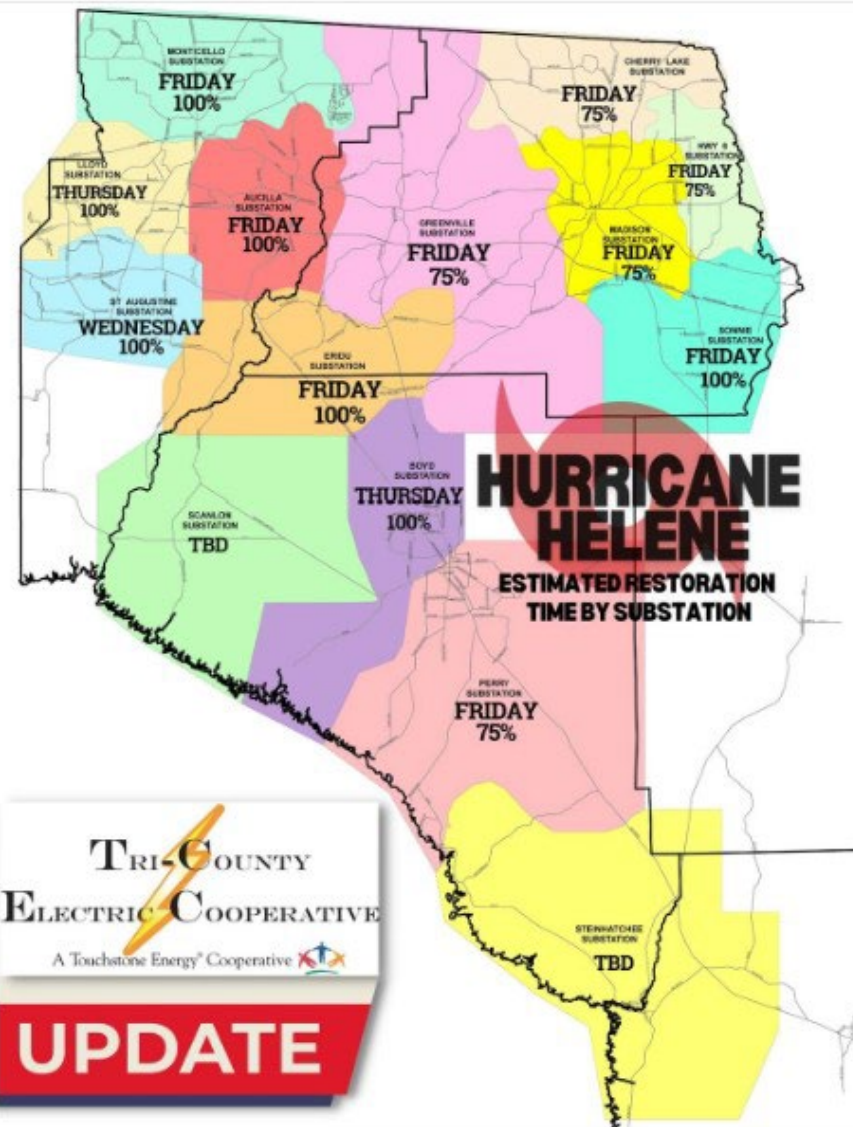 MONTICELLO
SUBSTATION
FRIDAY
100%
CHERRY LAKE
SUBSTATION
FRIDAY
75%
LLOYD
SUBSTATION
THURSDAY
100%
AUCILLA
SUBSTATION
FRIDAY
100%
GREENVILLE
SUBSTATION
FRIDAY
75%
MADISON
SUBSTATION
FRIDAY
75%
HWY 6
SUBSTATION
FRIDAY
75%
ST AUGUSTINE
SUBSTATION
WEDNESDAY
100%
ERIDU
SUBSTATION
FRIDAY
100%
SUBSTATION
FRIDAY
100%
SCANLON
SUBSTATION
TBD
BOYD
SUBSTATION
THURSDAY
100%
HURRICANE
HELENE
ESTIMATED RESTORATION
TIME BY SUBSTATION
PERRY
SUBSTATION
FRIDAY
75%
STEINHATCHEE
SUBSTATION
TBD
TRI-COUNTY
ELECTRIC COOPERATIVE
A Touchstone Energy® Cooperative
UPDATE